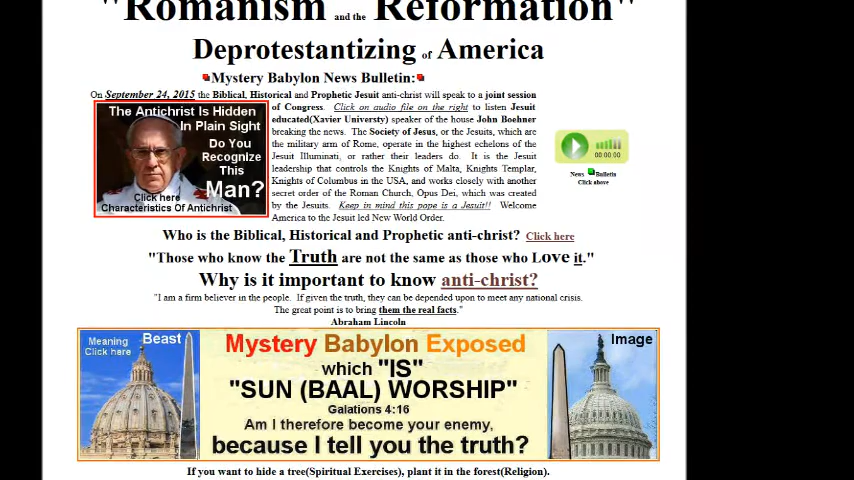 "Romanism and the Reformation"
Deprotestantizing of America
Mystery Babylon News Bulletin:
On September 24, 2015 the Biblical, Historical and Prophetic Jesuit anti-christ will speak to a joint session
of Congress. Click on audio file on the right to listen Jesuit
educated(Xavier Universty) speaker of the house John Boehner
breaking the news. The Society of Jesus, or the Jesuits, which are
the military arm of Rome, operate in the highest echelons of the
Jesuit Illuminati, or rather their leaders do. It is the Jesuit
leadership that controls the Knights of Malta, Knights Templar,
Knights of Columbus in the USA, and works closely with another
secret order of the Roman Church, Opus Dei, which was created
by the Jesuits. Keep in mind this pope is a Jesuit!! Welcome
America to the Jesuit led New World Order.
The Antichrist Is Hidden
In Plain Sight
Do You
Recognize
This
Man?
Click here
Characteristics Of Antichrist
00:00:00
News Bulletin
Click above
Who is the Biblical, Historical and Prophetic anti-christ? Click here
"Those who know the Truth are not the same as those who Love it."
Why is it important to know anti-christ?
"I am a firm believer in the people. If given the truth, they can be depended upon to meet any national crisis.
The great point is to bring them the real facts."
Abraham Lincoln
Meaning
Click here
Beast
Mystery Babylon Exposed
which "IS"
"SUN (BAAL) WORSHIP"
Galations 4:16
Am I therefore become your enemy,
because I tell you the truth?
Image
If you want to hide a tree(Spiritual Exercises), plant it in the forest(Religion).